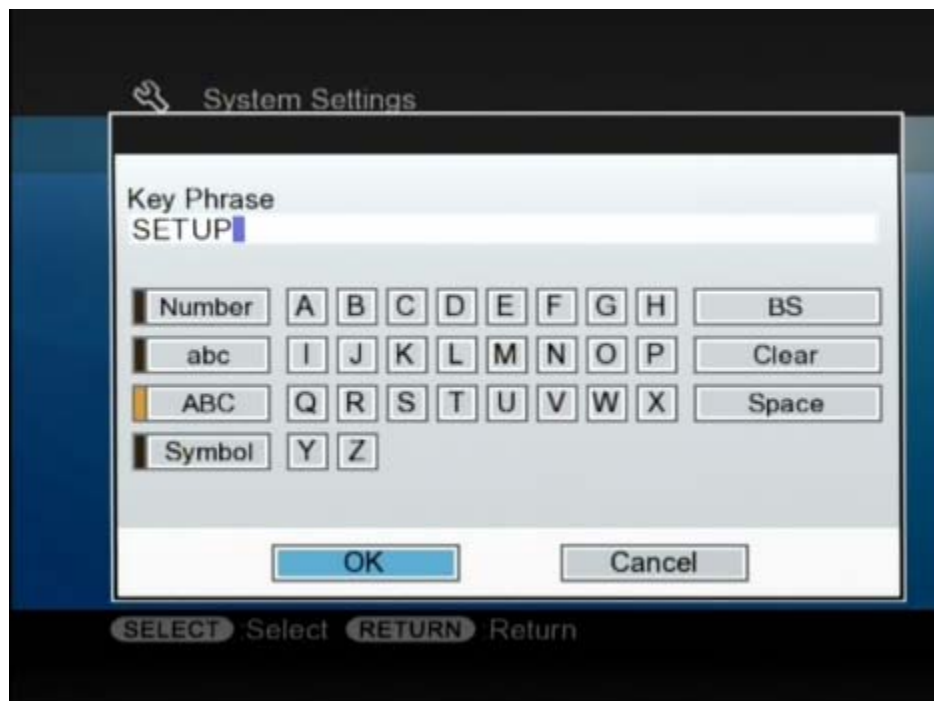 System Settings
Key Phrase
SETUP
Number A B C D E F G H BS
abc I J K L M N O P Clear
ABC Q R S T U V W X Space
Symbol Y Z
OK Cancel
SELECT :Select RETURN :Return